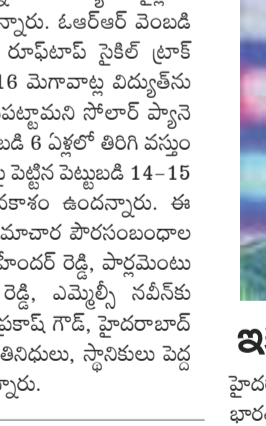 న్నారు. ఓఆర్ఆర్ వెంబడి
రూఫ్‌టాప్ సైకిల్ ట్రాక్
16 మెగావాట్ల విద్యుత్‌ను
పట్టామని సోలార్ ప్యానె
బడి 6 ఏళ్లలో తిరిగి వస్తుం
పెట్టిన పెట్టుబడి 14-15
వకాశం ఉందన్నారు. ఈ
మాచార పౌరసంబంధాల
హేందర్ రెడ్డి, పార్లమెంటు
రెడ్డి, ఎమ్మెల్సీ నవీన్‌కు
ప్రకాష్ గౌడ్, హైదరాబాద్
తినిధులు, స్థానికులు పెద్ద
న్నారు.
ఇ
హైద
భార